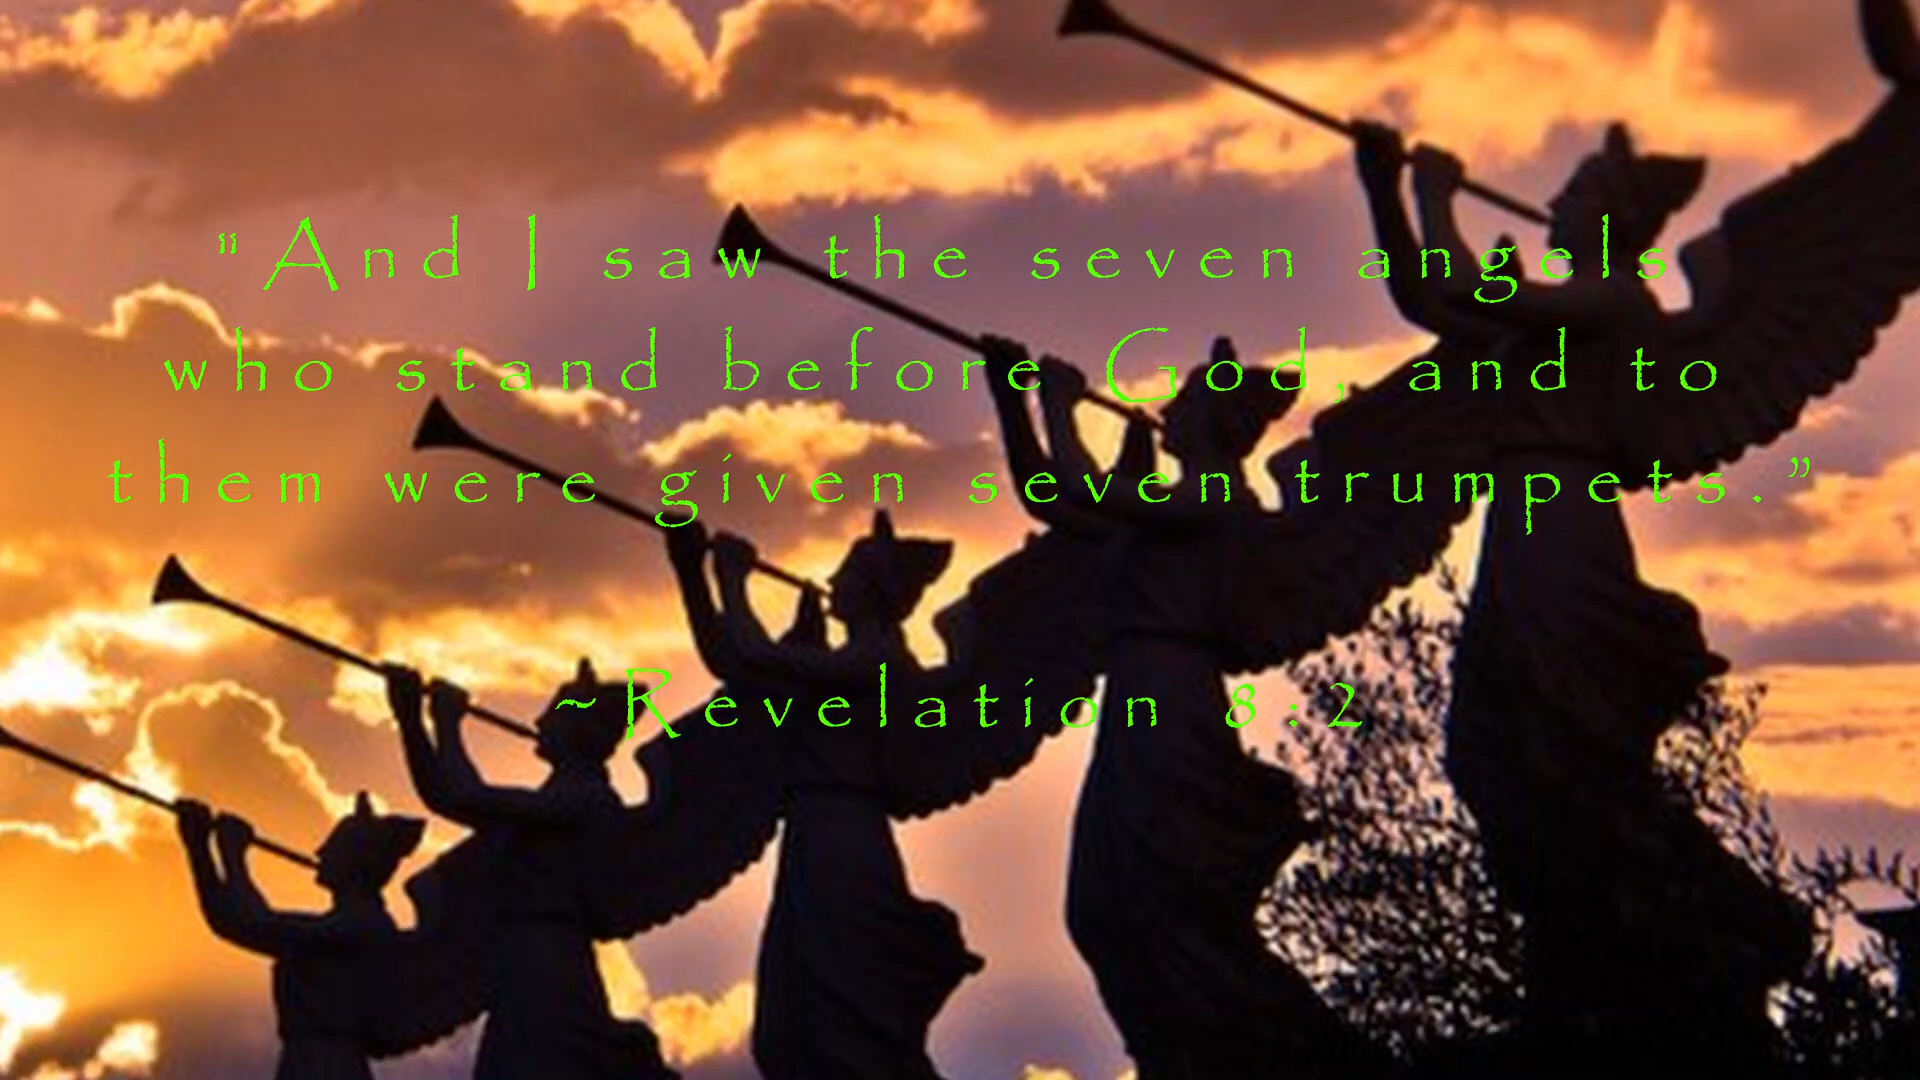 "And I saw the seven angels
who stand before God, and to
them were given seven trumpets.”
~Revelation 8:2